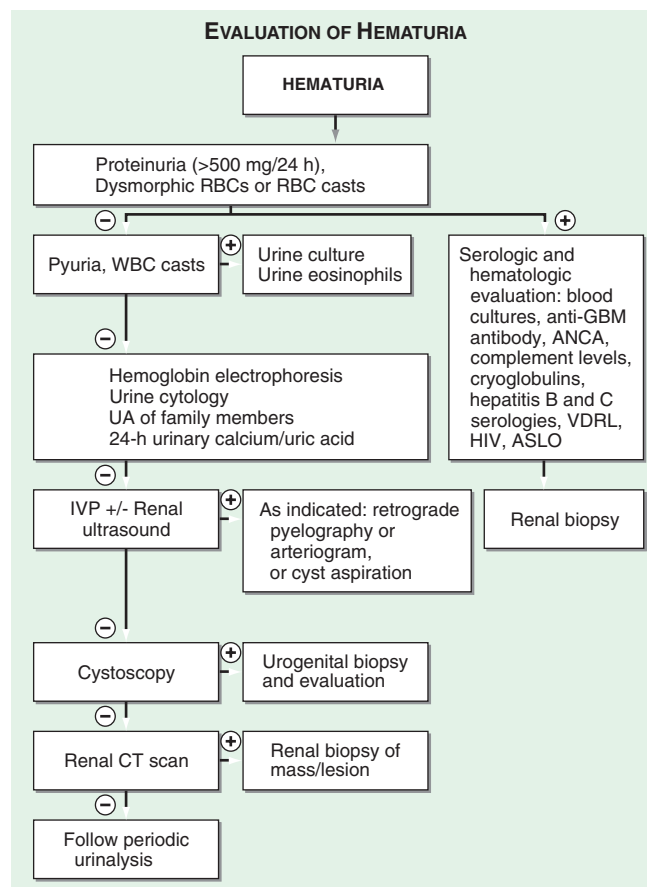 EVALUATION OF HEMATURIA
HEMATURIA
Proteinuria (>500 mg/24 h),
Dysmorphic RBCs or RBC casts
−
+
Pyuria, WBC casts
+
Urine culture
Urine eosinophils
Serologic and
hematologic
evaluation: blood
cultures, anti-GBM
antibody, ANCA,
complement levels,
cryoglobulins,
hepatitis B and C
serologies, VDRL,
HIV, ASLO
−
Hemoglobin electrophoresis
Urine cytology
UA of family members
24-h urinary calcium/uric acid
−
IVP +/- Renal
ultrasound
+
As indicated: retrograde
pyelography or
arteriogram,
or cyst aspiration
Renal biopsy
−
Cystoscopy
+
Urogenital biopsy
and evaluation
−
Renal CT scan
+
Renal biopsy of
mass/lesion
−
Follow periodic
urinalysis